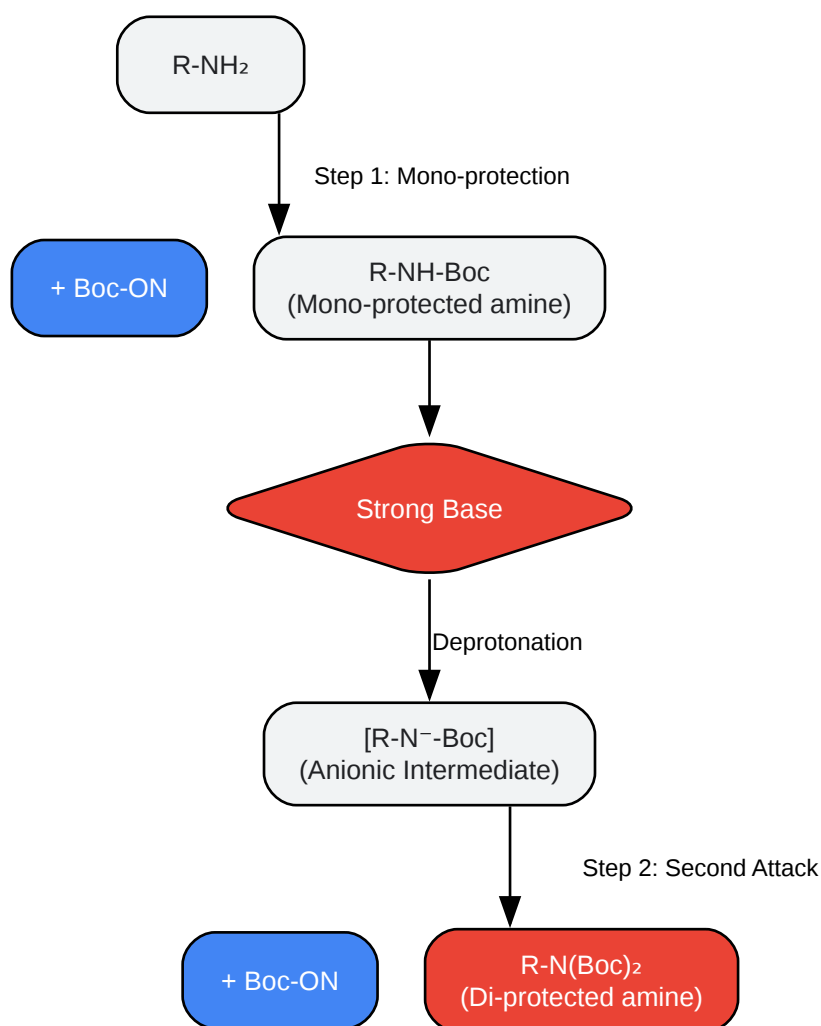 R-NH₂
Step 1: Mono-protection
+ Boc-ON
R-NH-Boc
(Mono-protected amine)
Strong Base
Deprotonation
[R-N⁻-Boc]
(Anionic Intermediate)
Step 2: Second Attack
+ Boc-ON
R-N(Boc)₂
(Di-protected amine)